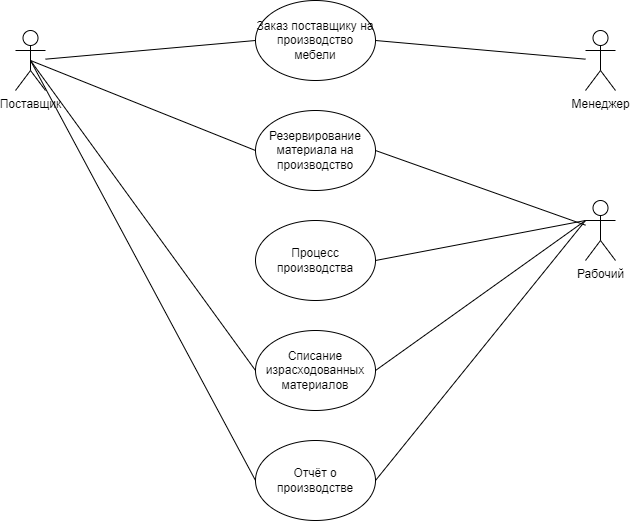 Заказ поставщику на
производство
мебели
Поставщик
Менеджер
Резервирование
материала на
производство
Процесс
производства
Рабочий
Списание
израсходованных
материалов
Отчёт о
производстве